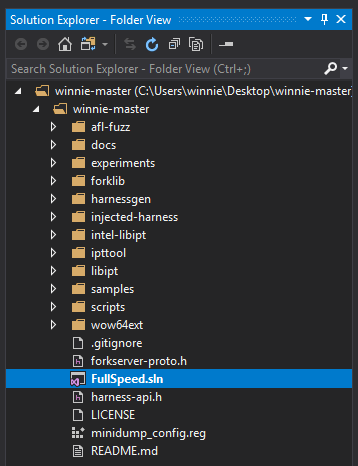 Solution Explorer - Folder View
Search Solution Explorer - Folder View (Ctrl+;)
winnie-master (C:\Users\winnie\Desktop\winnie-master
winnie-master
afl-fuzz
docs
experiments
forklib
harnessgen
injected-harness
intel-libipt
ipttool
libipt
samples
scripts
wow64ext
.gitignore
forkserver-proto.h
FullSpeed.sln
harness-api.h
LICENSE
minidump_config.reg
README.md